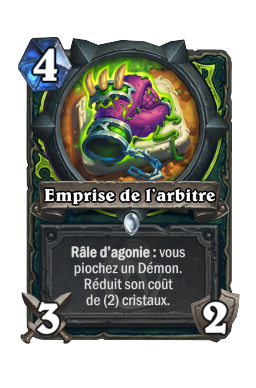 4
Emprise de l'arbitre
Râle d'agonie : vous
piochez un Démon.
Réduit son coût
de (2) cristaux.
3
2